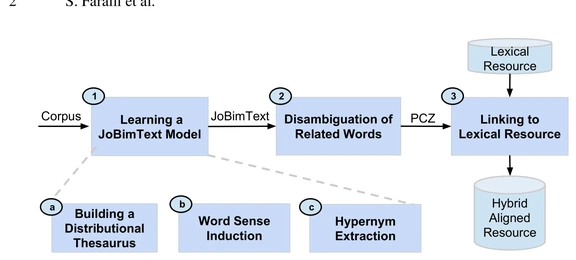 2 S. Faralli et al.
Lexical
Resource
1
2
3
Corpus
Learning a
JoBimText Model
JoBimText
Disambiguation of
Related Words
PCZ
Linking to
Lexical Resource
a
Building a
Distributional
Thesaurus
b
Word Sense
Induction
c
Hypernym
Extraction
Hybrid
Aligned
Resource